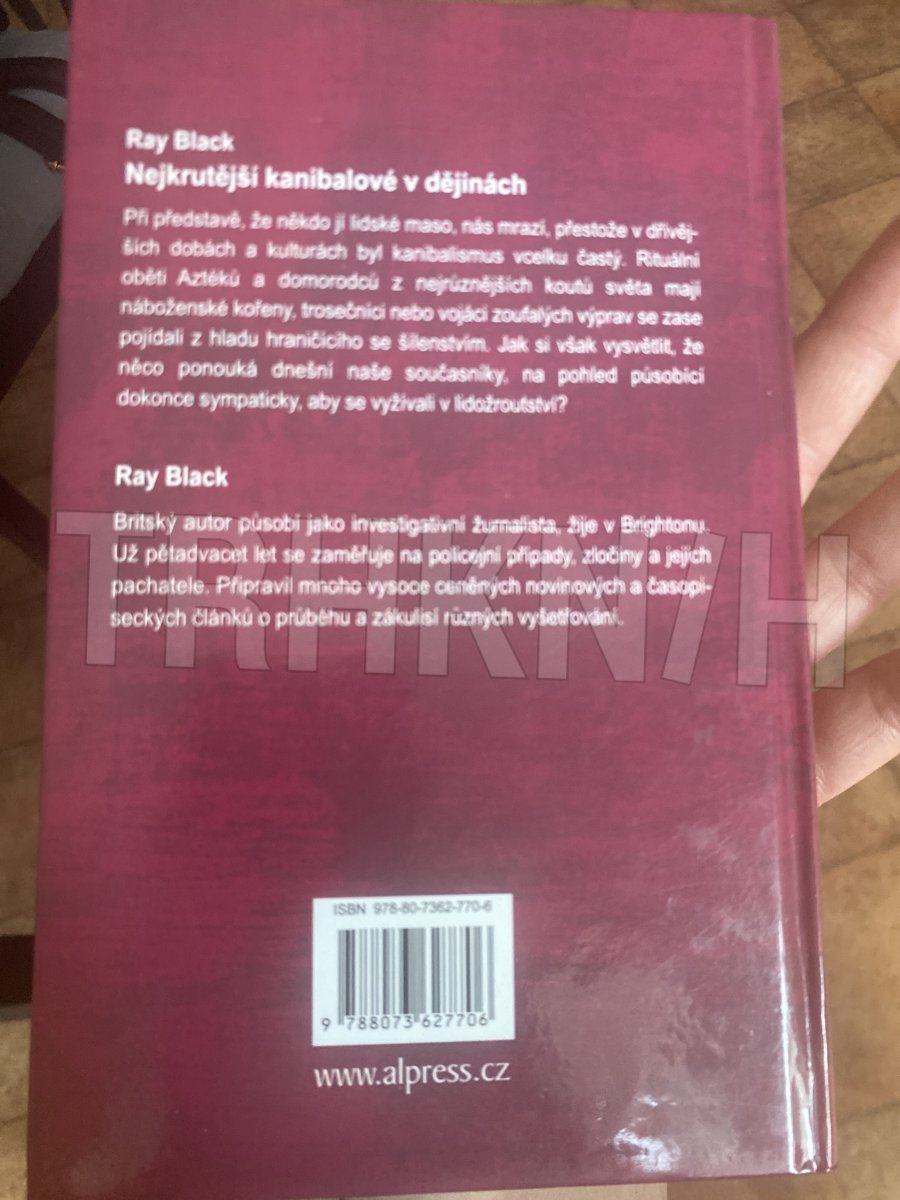 Ray Black
Nejkrutější kanibalové v dějinách
Při představě, že někdo jí lidské maso, nás mrazí, přestože v dřívěj-
ších dobách a kulturách byl kanibalismus vcelku častý. Rituální
oběti Aztéků a domorodců z nejrůznějších koutů světa mají
náboženské kořeny, trosečníci nebo vojáci zoufalých výprav se zase
pojídali z hladu hraničícího se šílenstvím. Jak si však vysvětlit, že
něco ponouká dnešní naše současníky, na pohled působící
dokonce sympaticky, aby se vyžívali v lidožroutství?
Ray Black
Britský autor působí jako investigativní žurnalista, žije v Brightonu.
Už pětadvacet let se zaměřuje na policejní případy, zločiny a jejich
pachatele. Připravil mnoho vysoce ceněných novinových a časopi-
seckých článků o průběhu a zákulisí různých vyšetřování.
TRHKNIH
ISBN 978-80-7362-770-6
9 788073 627706
www.alpress.cz